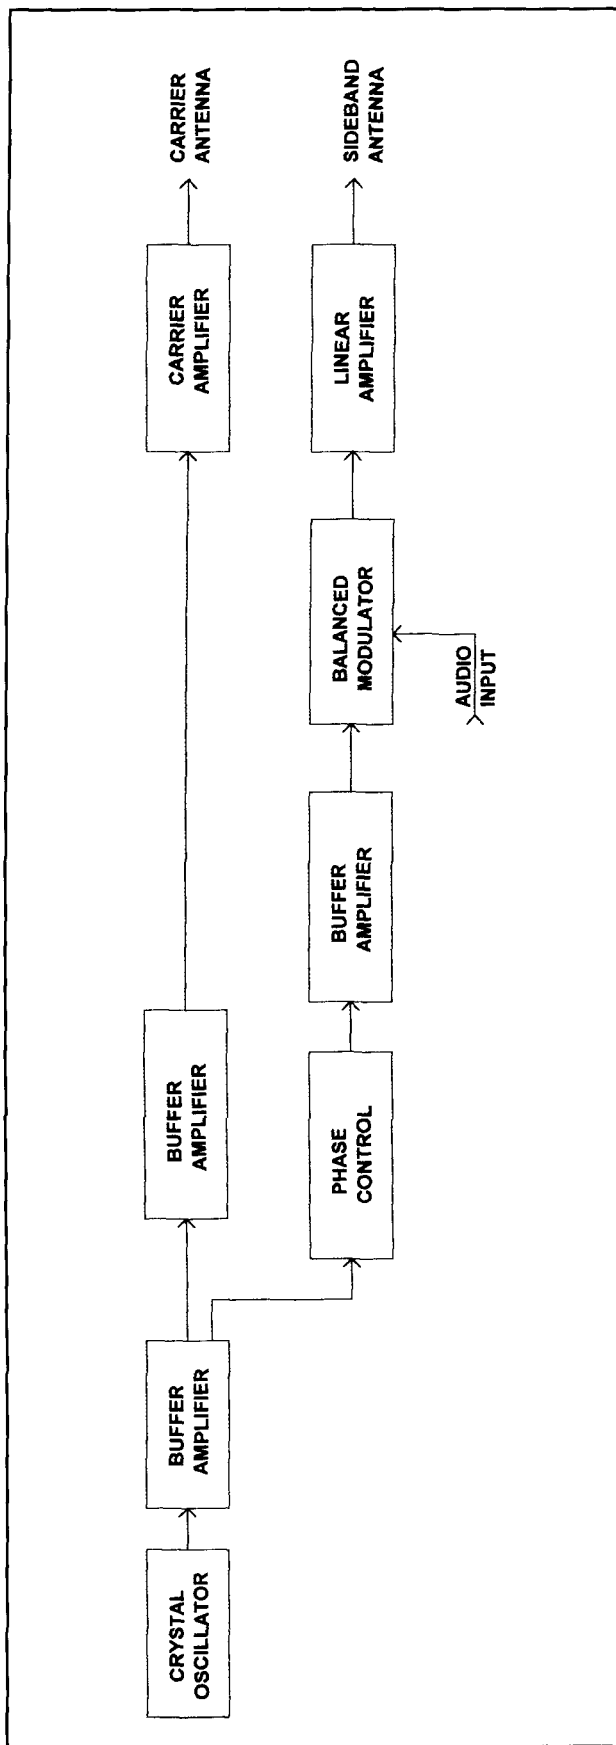 CRYSTAL
OSCILLATOR
BUFFER
AMPLIFIER
BUFFER
AMPLIFIER
CARRIER
AMPLIFIER
CARRIER
ANTENNA
PHASE
CONTROL
BUFFER
AMPLIFIER
BALANCED
MODULATOR
LINEAR
AMPLIFIER
SIDEBAND
ANTENNA
AUDIO
INPUT